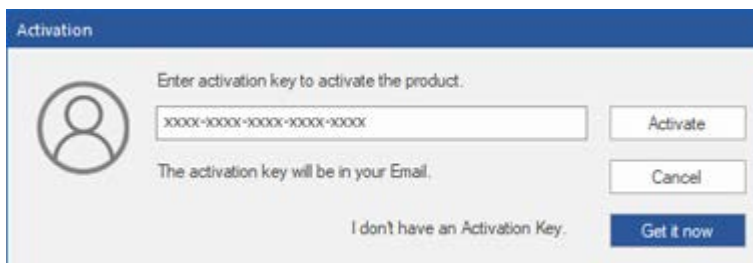 Activation
Enter activation key to activate the product.
xxxx-xxxx-xxxx-xxxx-xxxx
Activate
The activation key will be in your Email.
Cancel
I don't have an Activation Key.
Get it now